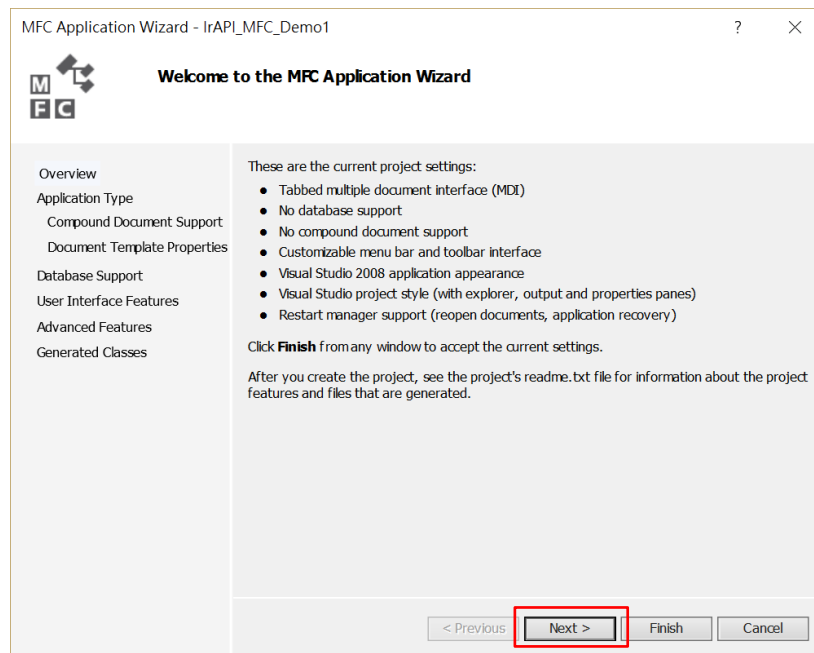 MFC Application Wizard - IrAPI_MFC_Demo1
?
M
FC
Welcome to the MFC Application Wizard
Overview
Application Type
Compound Document Support
Document Template Properties
Database Support
User Interface Features
Advanced Features
Generated Classes
These are the current project settings:
● Tabbed multiple document interface (MDI)
● No database support
● No compound document support
● Customizable menu bar and toolbar interface
● Visual Studio 2008 application appearance
● Visual Studio project style (with explorer, output and properties panes)
● Restart manager support (reopen documents, application recovery)
Click Finish from any window to accept the current settings.
After you create the project, see the project's readme.txt file for information about the project
features and files that are generated.
< Previous
Next >
Finish
Cancel